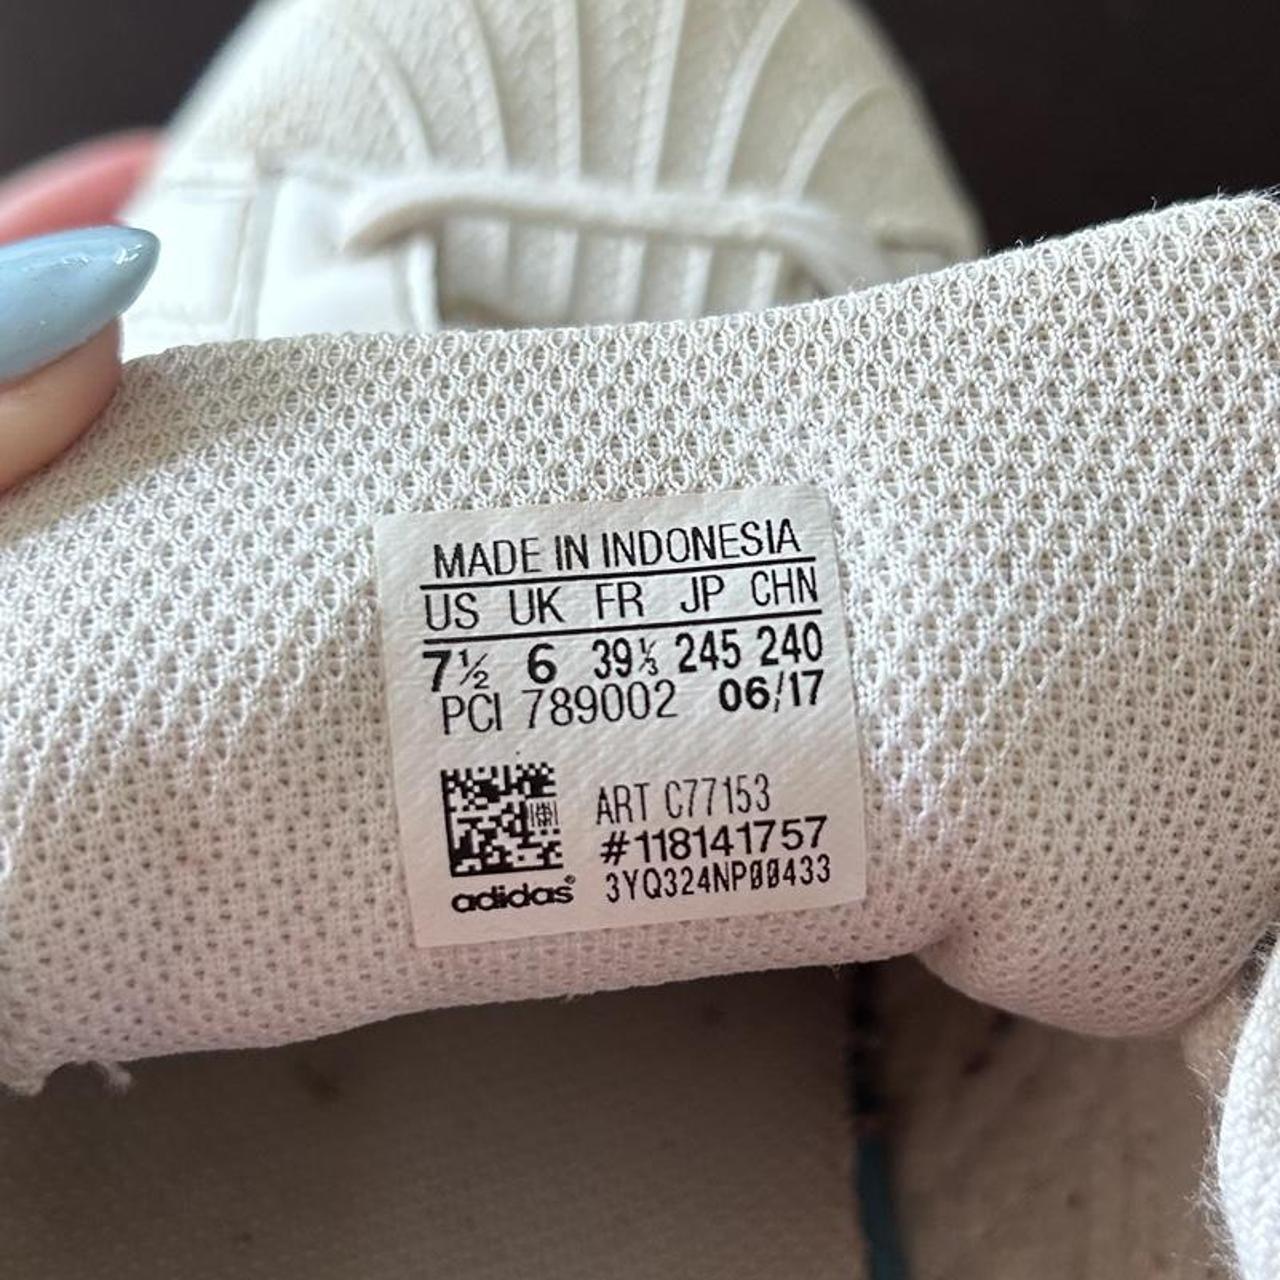 MADE IN INDONESIA
US UK FR JP CHN
7½ 6 39⅓ 245 240
PCI 789002 06/17
ART C77153
#118141757
adidas® 3YQ324NP00433